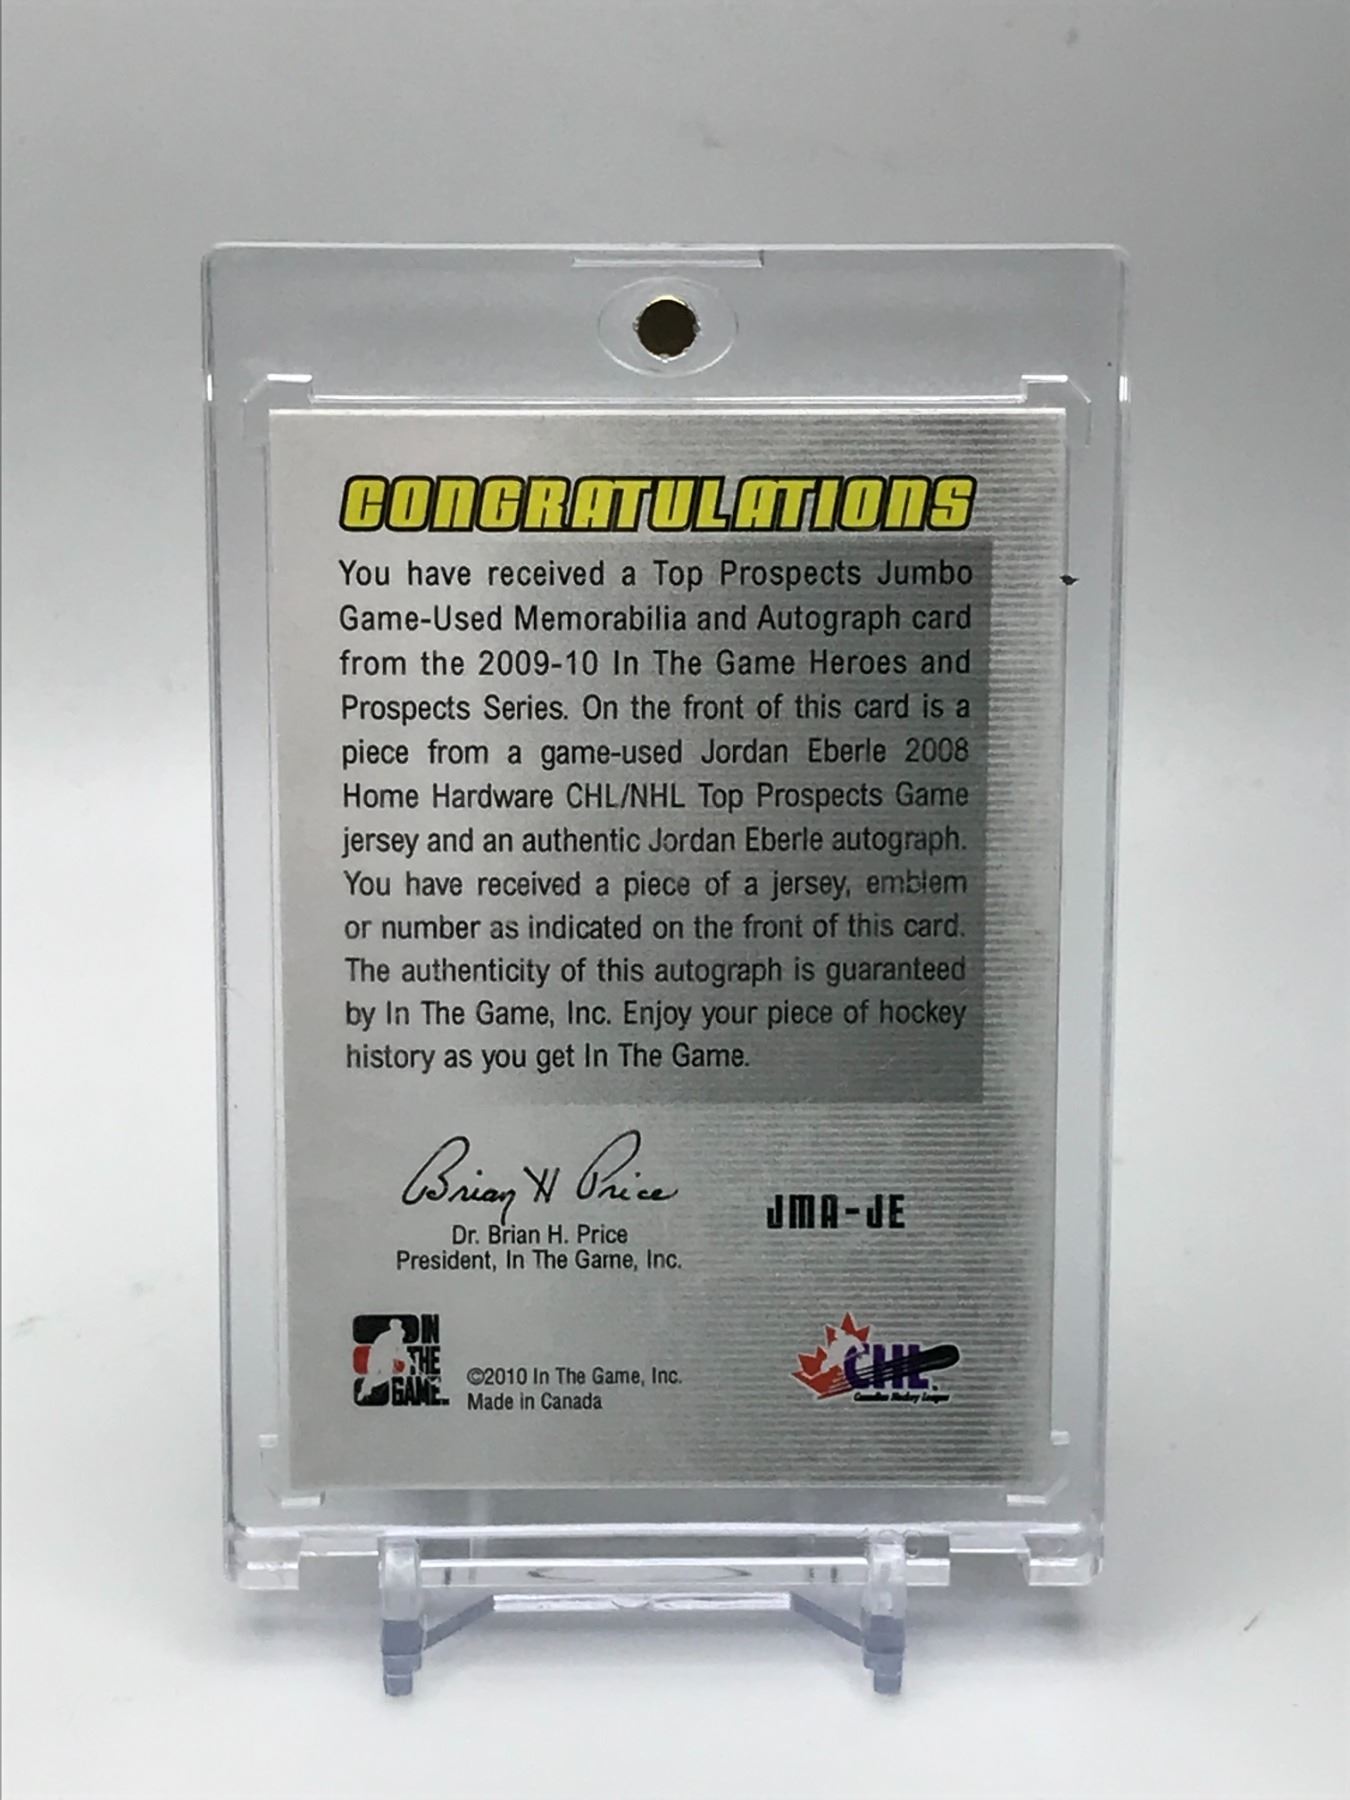 CONGRATULATIONS
You have received a Top Prospects Jumbo
Game-Used Memorabilia and Autograph card
from the 2009-10 In The Game Heroes and
Prospects Series. On the front of this card is a
piece from a game-used Jordan Eberle 2008
Home Hardware CHL/NHL Top Prospects Game
jersey and an authentic Jordan Eberle autograph.
You have received a piece of a jersey, emblem
or number as indicated on the front of this card.
The authenticity of this autograph is guaranteed
by In The Game, Inc. Enjoy your piece of hockey
history as you get In The Game.
Brian H Price
Dr. Brian H. Price
President, In The Game, Inc.
JMA-JE
IN
THE
GAME.
©2010 In The Game, Inc.
Made in Canada
CHL
Canadian Hockey League